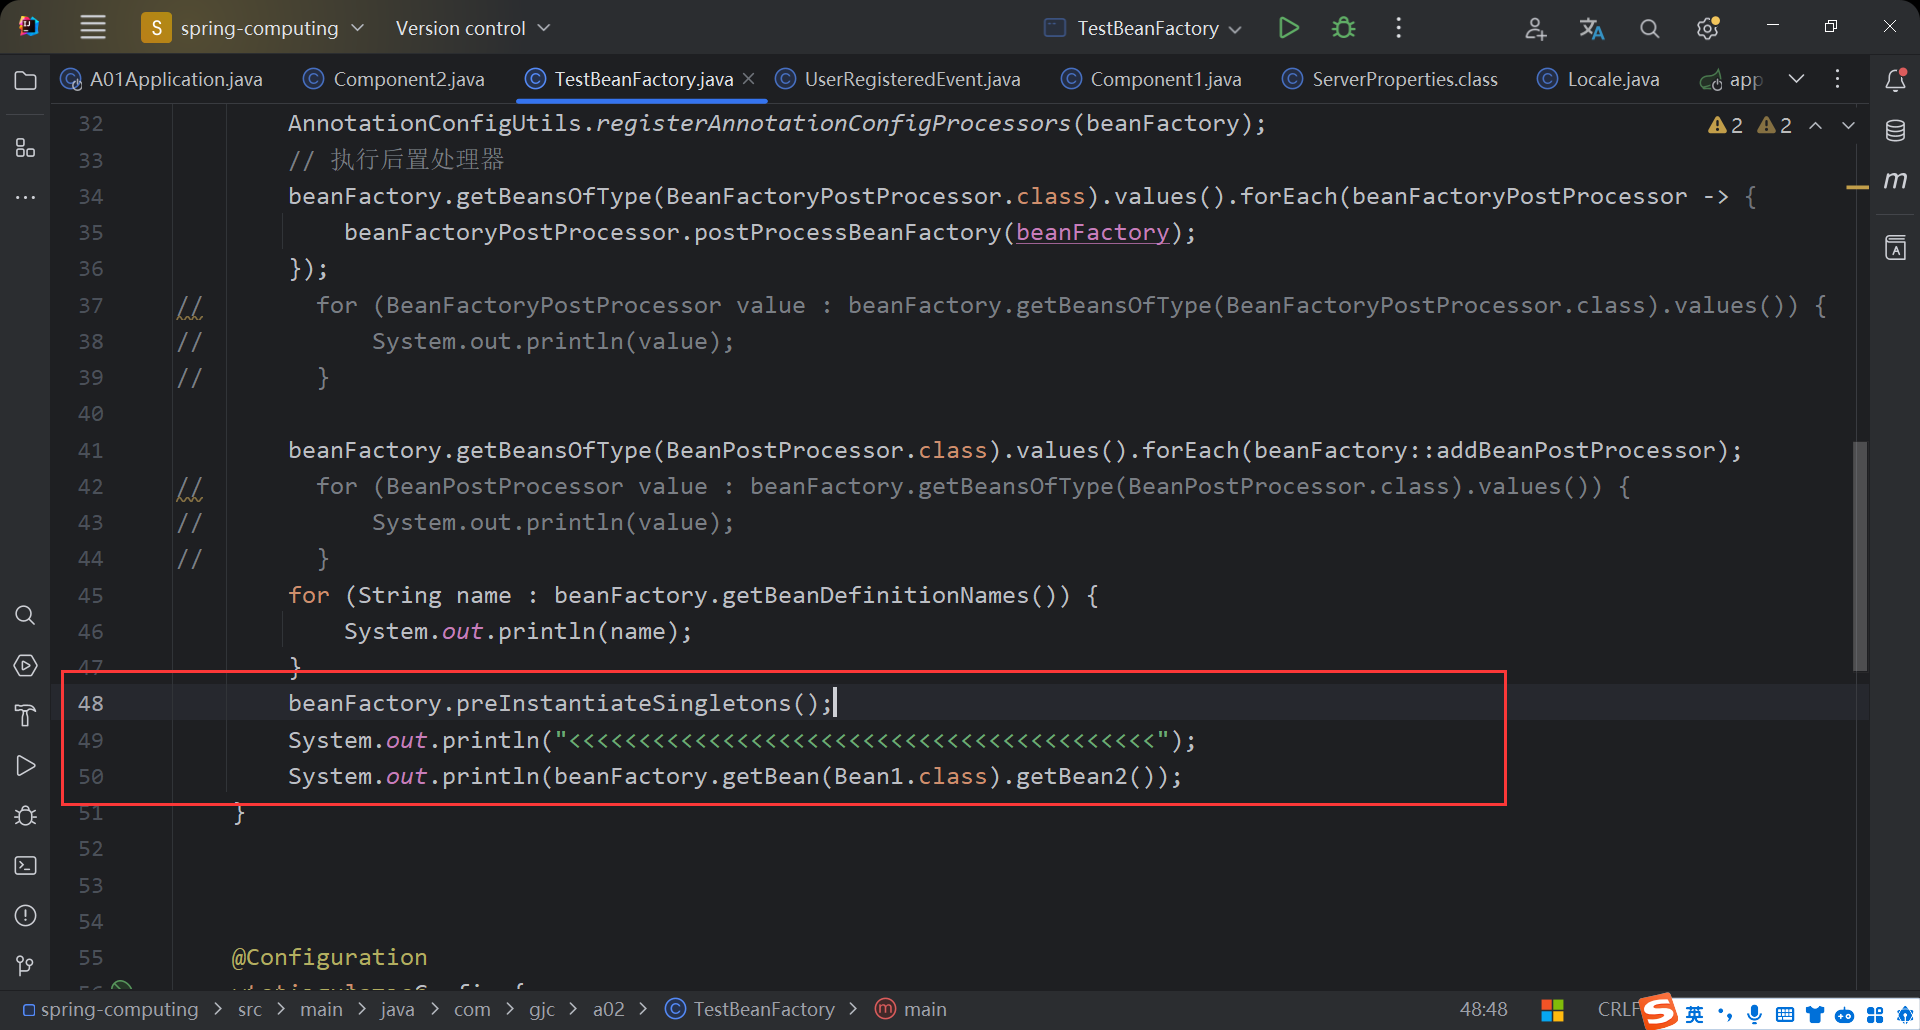 S spring-computing Version control TestBeanFactory
A01Application.java Component2.java TestBeanFactory.java UserRegisteredEvent.java Component1.java ServerProperties.class Locale.java app
32 AnnotationConfigUtils.registerAnnotationConfigProcessors(beanFactory); 2 2
33 // 执行后置处理器
34 beanFactory.getBeansOfType(BeanFactoryPostProcessor.class).values().forEach(beanFactoryPostProcessor -> {
35 beanFactoryPostProcessor.postProcessBeanFactory(beanFactory);
36 });
37 // for (BeanFactoryPostProcessor value : beanFactory.getBeansOfType(BeanFactoryPostProcessor.class).values()) {
38 // System.out.println(value);
39 // }
40
41 beanFactory.getBeansOfType(BeanPostProcessor.class).values().forEach(beanFactory::addBeanPostProcessor);
42 // for (BeanPostProcessor value : beanFactory.getBeansOfType(BeanPostProcessor.class).values()) {
43 // System.out.println(value);
44 // }
45 for (String name : beanFactory.getBeanDefinitionNames()) {
46 System.out.println(name);
47 }
48 beanFactory.preInstantiateSingletons();
49 System.out.println("<<<<<<<<<<<<<<<<<<<<<<<<<<<<<<<<<<<<<<<<<<");
50 System.out.println(beanFactory.getBean(Bean1.class).getBean2());
51 }
52
53
54
55 @Configuration
spring-computing > src > main > java > com > gjc > a02 > TestBeanFactory > main 48:48 CRLF 英